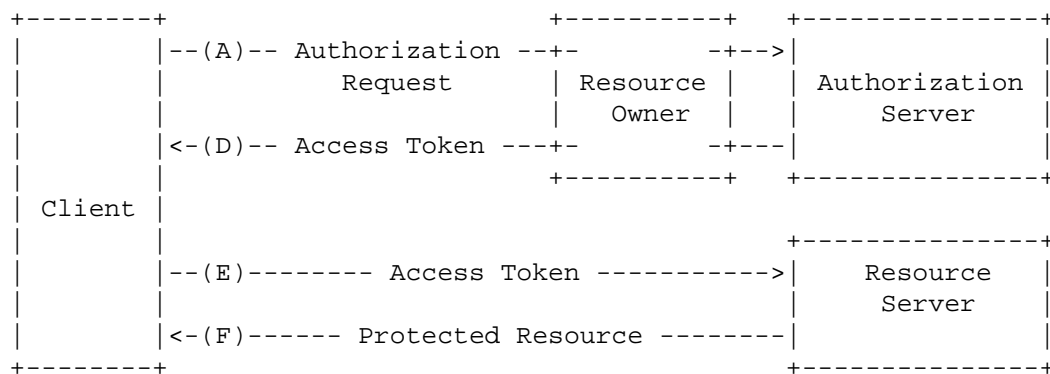 +--------+                          +----------+   +---------------+
|        |--(A)-- Authorization --+-        -+-->|               |
|        |          Request       | Resource |   | Authorization |
|        |                        |   Owner  |   |     Server    |
|        |<-(D)-- Access Token ---+-        -+---|               |
|        |                        +----------+   +---------------+
| Client |
|        |                                       +---------------+
|        |--(E)-------- Access Token ----------->|    Resource   |
|        |                                       |     Server    |
|        |<-(F)------ Protected Resource --------|               |
+--------+                                       +---------------+